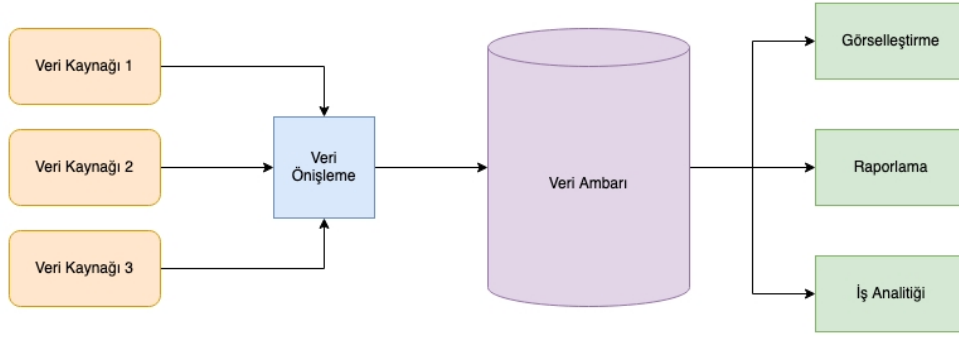 Veri Kaynağı 1
Veri Kaynağı 2
Veri Kaynağı 3
Veri
Önişleme
Veri Ambarı
Görselleştirme
Raporlama
İş Analitiği